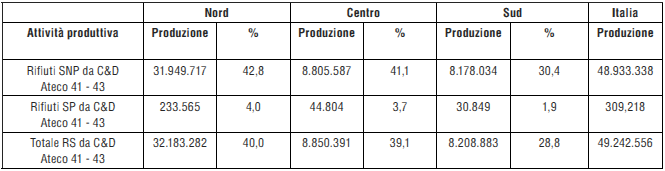 Nord Centro Sud Italia
Attività produttiva Produzione % Produzione % Produzione % Produzione
Rifiuti SNP da C&D 31.949.717 42,8 8.805.587 41,1 8.178.034 30,4 48.933.338
Ateco 41 - 43
Rifiuti SP da C&D 233.565 4,0 44.804 3,7 30.849 1,9 309,218
Ateco 41 - 43
Totale RS da C&D 32.183.282 40,0 8.850.391 39,1 8.208.883 28,8 49.242.556
Ateco 41 - 43